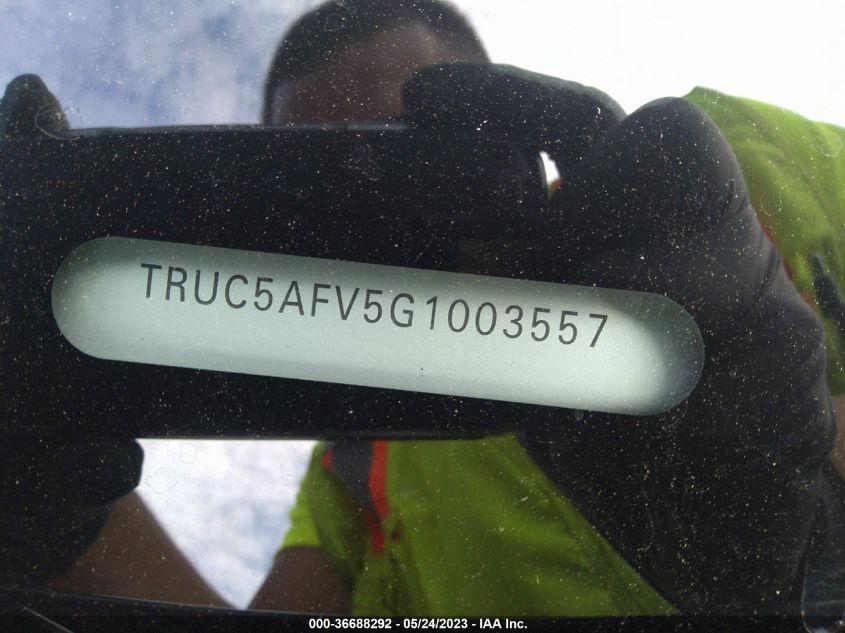 TRUC5AFV5G1003557
000-36688292 - 05/24/2023 - IAA Inc.